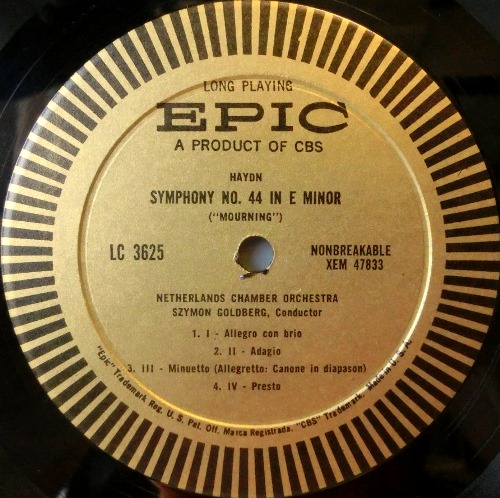 LONG PLAYING
EPIC
A PRODUCT OF CBS
HAYDN
SYMPHONY NO. 44 IN E MINOR
("MOURNING")
LC 3625
NONBREAKABLE
XEM 47833
NETHERLANDS CHAMBER ORCHESTRA
SZYMON GOLDBERG, Conductor
1. I - Allegro con brio
2. II - Adagio
3. III - Minuetto (Allegretto: Canone in diapason)
4. IV - Presto
"Epic" Trademark Reg. U. S. Pat. Off. Marca Registrada. "CBS" Trademark. Made in U. S. A.